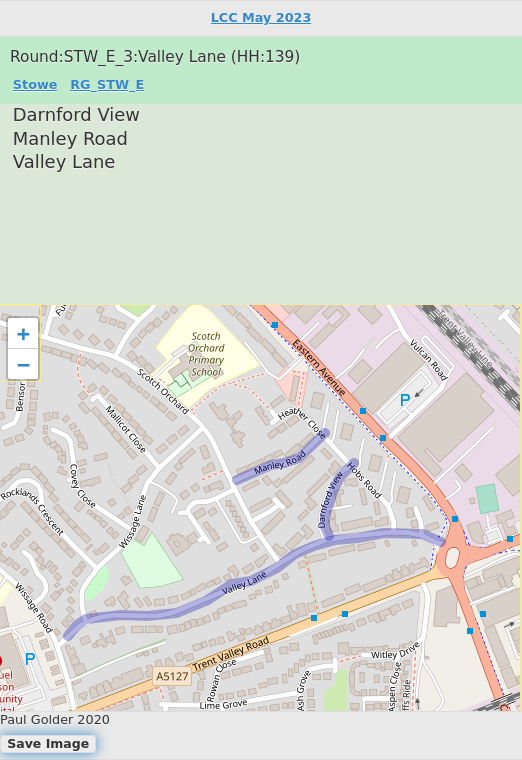 LCC May 2023
Round:STW_E_3:Valley Lane (HH:139)
Stowe RG_STW_E
Darnford View
Manley Road
Valley Lane
+
−
Scotch
Orchard
Primary
School
Eastern Avenue
Trent Valley Line
Vulcan Road
P
Scotch Orchard
Heather Close
Mallicot Close
Manley Road
Hobs Road
Darnford View
Covey Close
Rocklands Crescent
Wissage Lane
Valley Lane
Wissage Road
P
Trent Valley Road
A5127
Rowan Close
Lime Grove
Ash Grove
Witley Drive
Aspen Close
Paul Golder 2020
Save Image